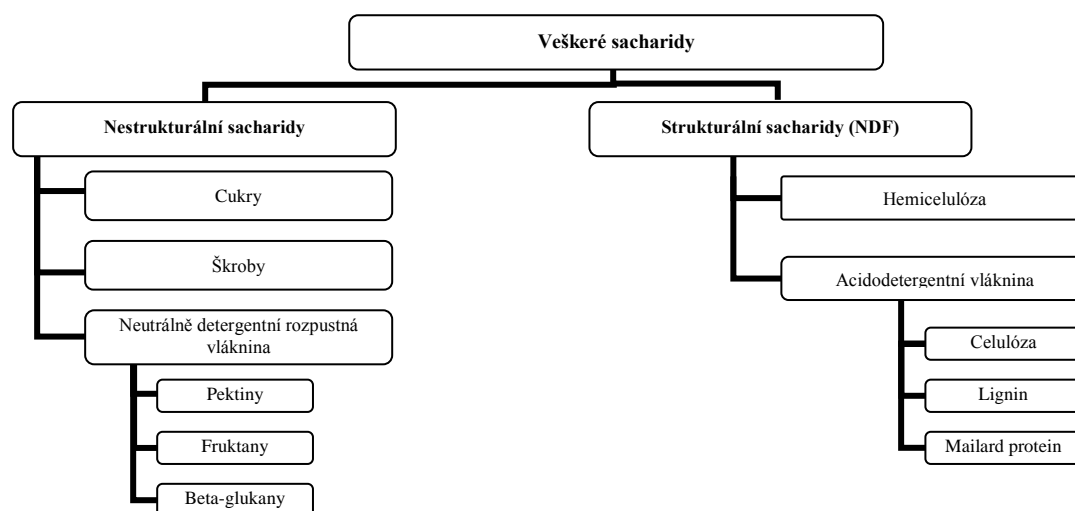 Veškeré sacharidy
Nestrukturální sacharidy
Cukry
Škroby
Neutrálně detergentní rozpustná
vláknina
Pektiny
Fruktany
Beta-glukany
Strukturální sacharidy (NDF)
Hemicelulóza
Acidodetergentní vláknina
Celulóza
Lignin
Mailard protein